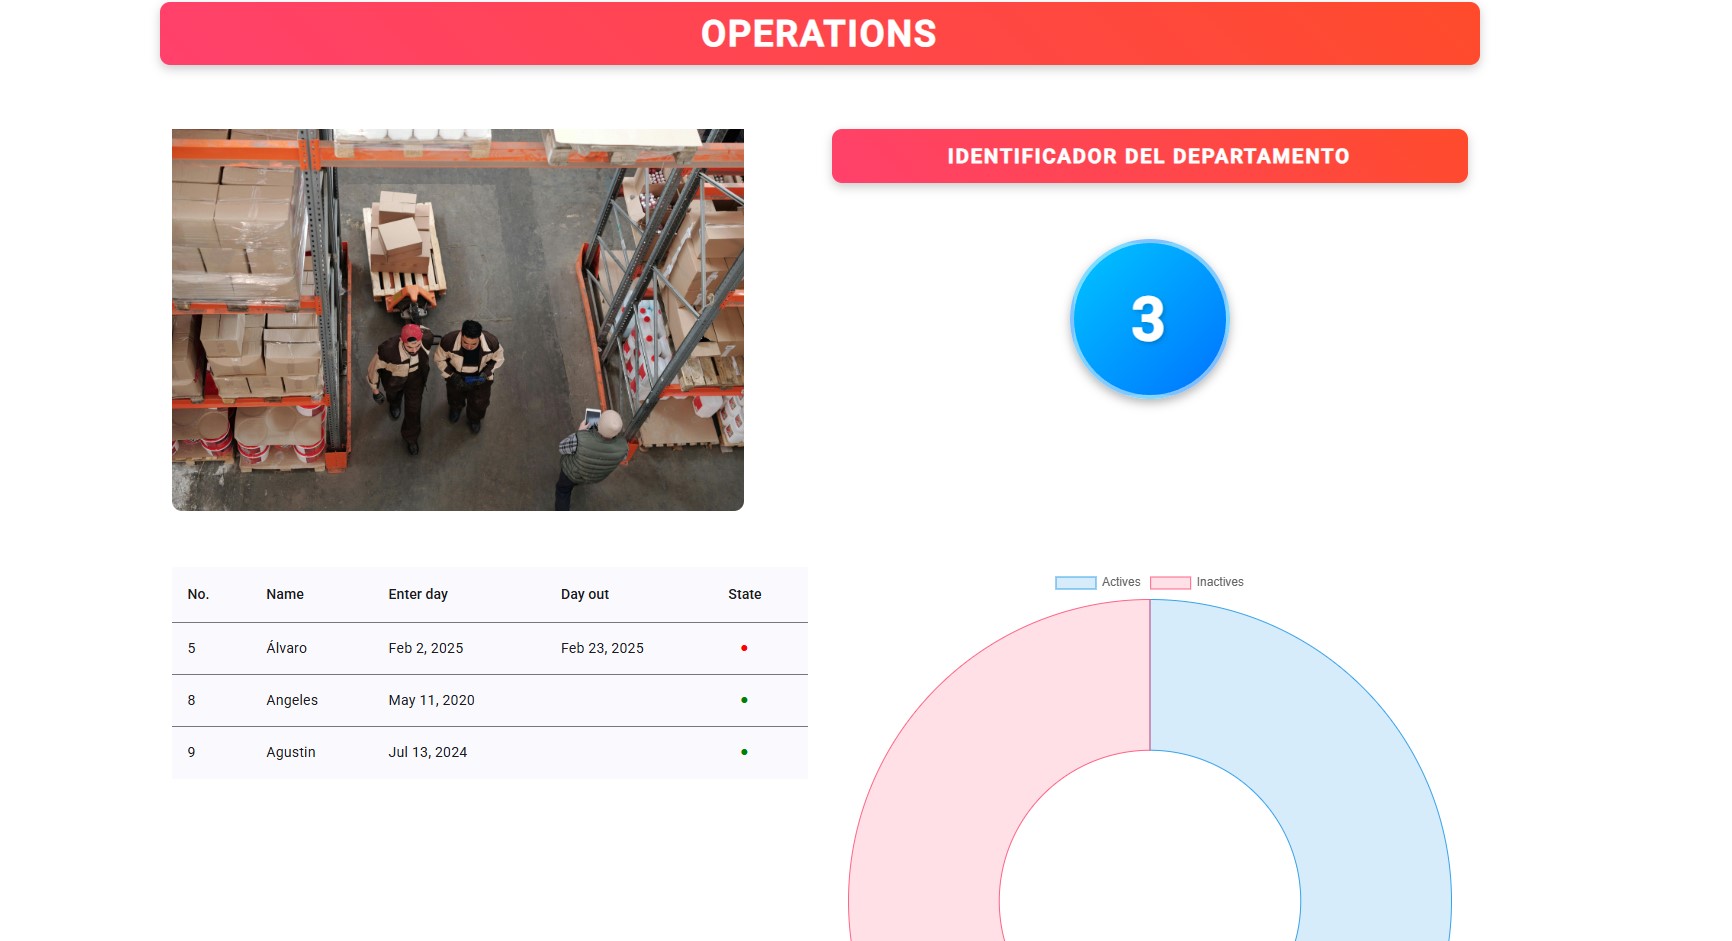 OPERATIONS
IDENTIFICADOR DEL DEPARTAMENTO
3
No. Name Enter day Day out State
5 Álvaro Feb 2, 2025 Feb 23, 2025
8 Angeles May 11, 2020
9 Agustin Jul 13, 2024
Actives Inactives